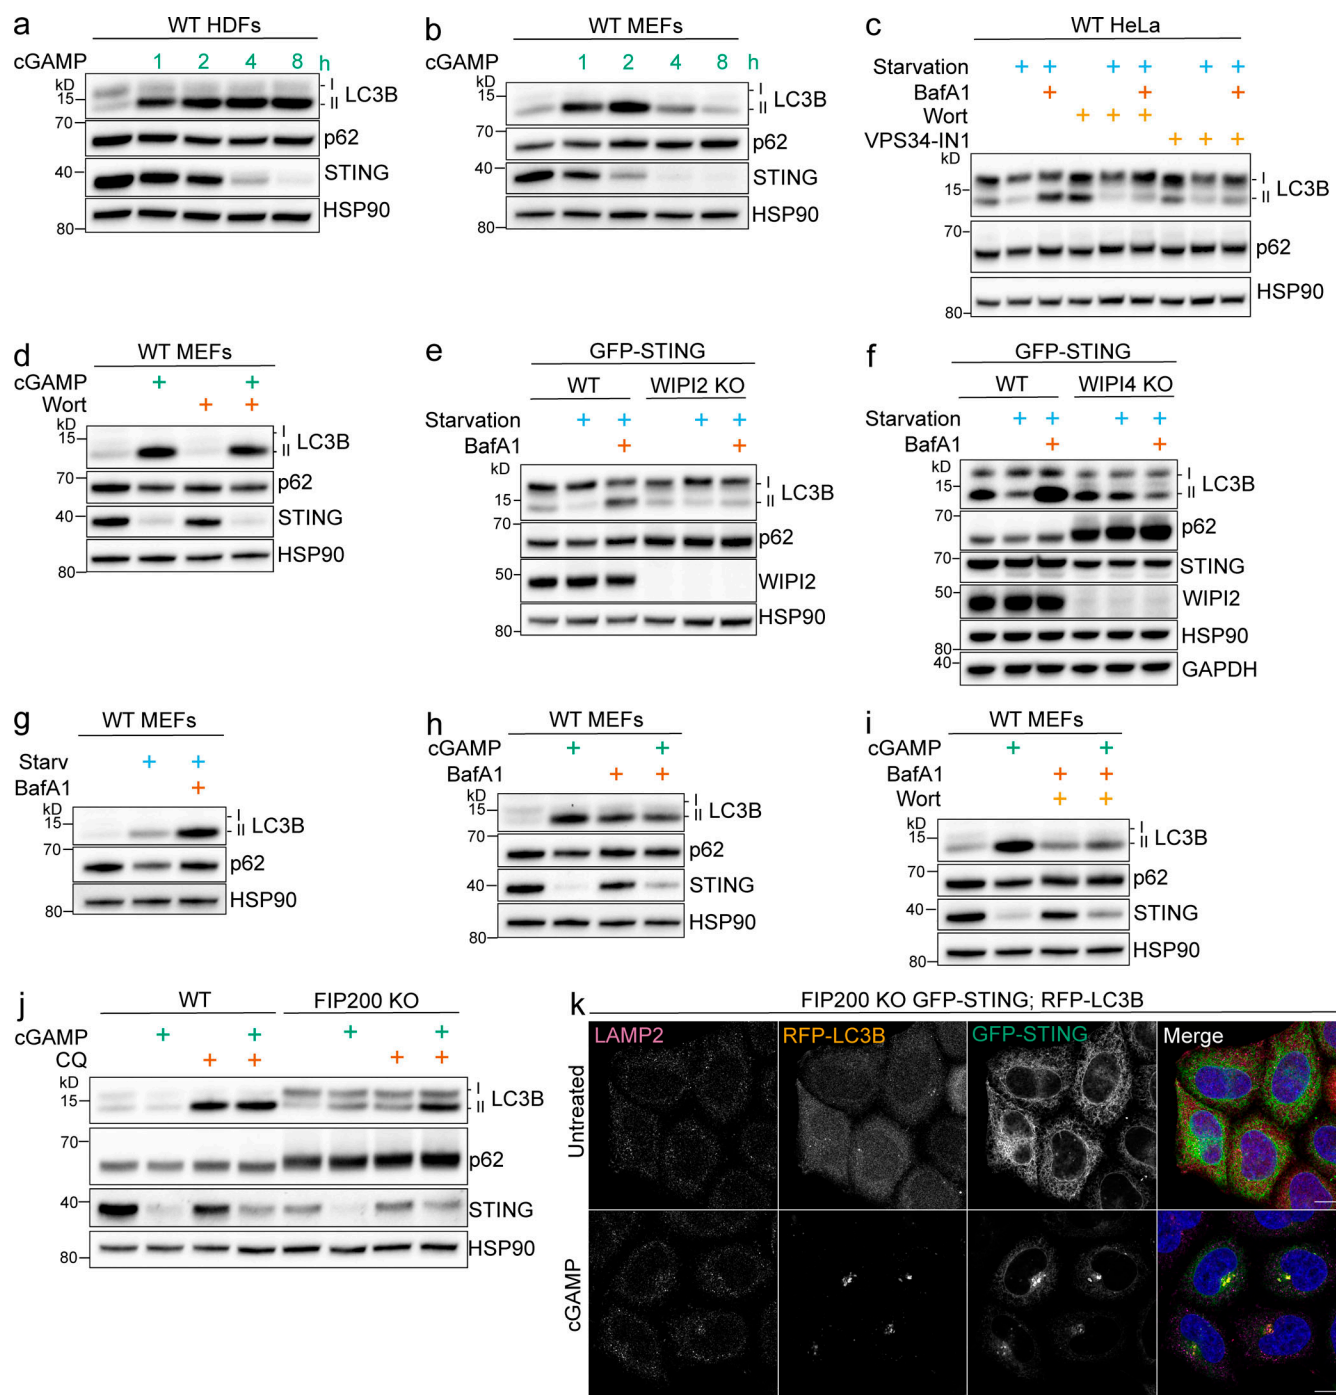 a
WT HDFs
cGAMP 1 2 4 8 h
kD
15
I
II
LC3B
70
p62
40
STING
HSP90
80
b
WT MEFs
cGAMP 1 2 4 8 h
kD
15
I
II
LC3B
70
p62
40
STING
HSP90
80
c
WT HeLa
Starvation + + + + + +
BafA1 + + +
Wort + + +
VPS34-IN1 + + +
kD
15
I
II
LC3B
70
p62
HSP90
80
d
WT MEFs
cGAMP + +
Wort + +
kD
15
I
II
LC3B
70
p62
40
STING
HSP90
80
e
GFP-STING
WT WIPI2 KO
Starvation + + + +
BafA1 + +
kD
15
I
II
LC3B
70
p62
50
WIPI2
HSP90
80
f
GFP-STING
WT WIPI4 KO
Starvation + + + +
BafA1 + +
kD
15
I
II
LC3B
70
p62
70
STING
50
WIPI2
HSP90
80
40
GAPDH
g
WT MEFs
Starv + +
BafA1 +
kD
15
I
II
LC3B
70
p62
HSP90
80
h
WT MEFs
cGAMP + +
BafA1 + +
kD
15
I
II
LC3B
70
p62
40
STING
HSP90
80
i
WT MEFs
cGAMP + +
BafA1 + +
Wort + +
kD
15
I
II
LC3B
70
p62
40
STING
HSP90
80
j
WT FIP200 KO
cGAMP + + + +
CQ + + + +
kD
15
I
II
LC3B
70
p62
40
STING
HSP90
80
k
FIP200 KO GFP-STING; RFP-LC3B
LAMP2 RFP-LC3B GFP-STING Merge
Untreated
cGAMP